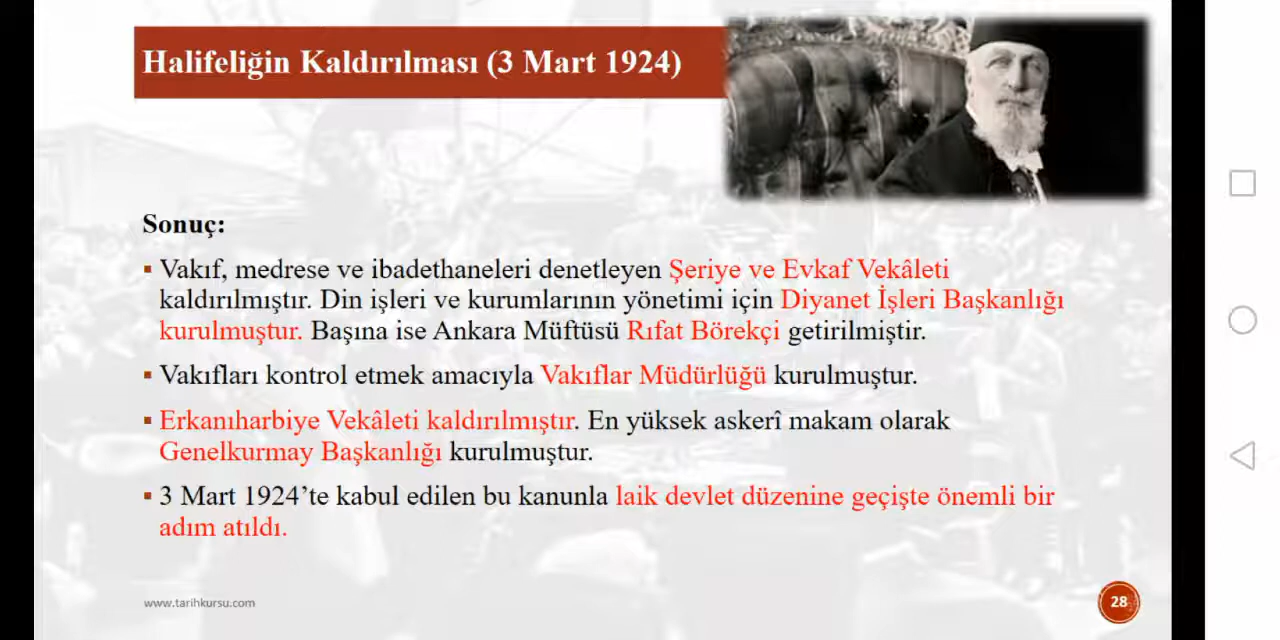 Halifeliğin Kaldırılması (3 Mart 1924)
Sonuç:
▪ Vakıf, medrese ve ibadethaneleri denetleyen Şeriye ve Evkaf Vekâleti
kaldırılmıştır. Din işleri ve kurumlarının yönetimi için Diyanet İşleri Başkanlığı
kurulmuştur. Başına ise Ankara Müftüsü Rıfat Börekçi getirilmiştir.
▪ Vakıfları kontrol etmek amacıyla Vakıflar Müdürlüğü kurulmuştur.
▪ Erkanıharbiye Vekâleti kaldırılmıştır. En yüksek askerî makam olarak
Genelkurmay Başkanlığı kurulmuştur.
▪ 3 Mart 1924’te kabul edilen bu kanunla laik devlet düzenine geçişte önemli bir
adım atıldı.
www.tarihkursu.com
28